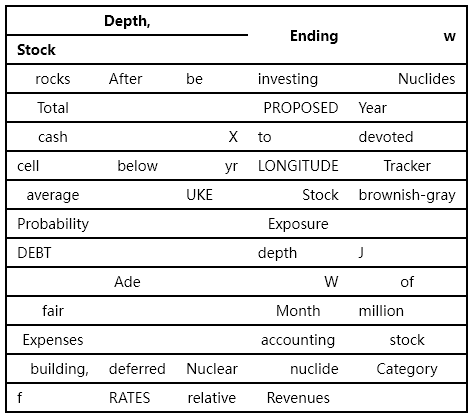 Depth, Ending w
Stock
rocks After be investing Nuclides
Total PROPOSED Year
cash X to devoted
cell below yr LONGITUDE Tracker
average UKE Stock brownish-gray
Probability Exposure
DEBT depth J
Ade W of
fair Month million
Expenses accounting stock
building, deferred Nuclear nuclide Category
f RATES relative Revenues